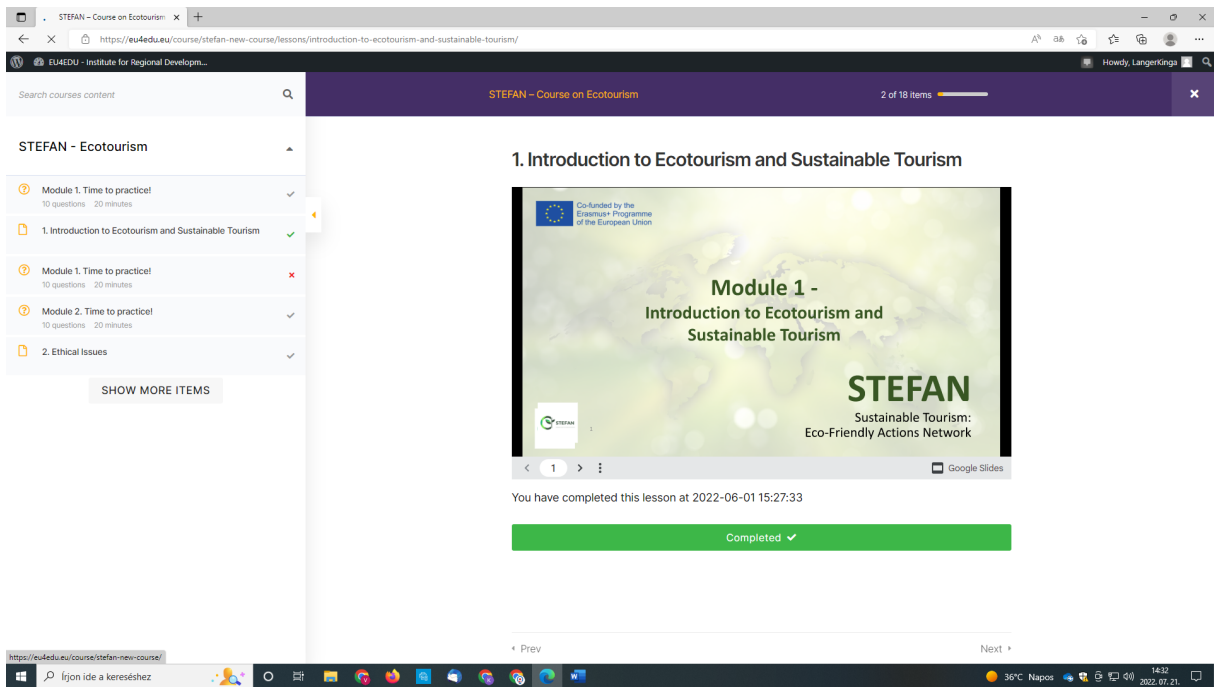 STEFAN – Course on Ecotourism
https://eu4edu.eu/course/stefan-new-course/lessons/introduction-to-ecotourism-and-sustainable-tourism/
EU4EDU - Institute for Regional Developm...
Howdy, LangerKinga
Search courses content
STEFAN – Course on Ecotourism
2 of 18 items
STEFAN - Ecotourism
Module 1. Time to practice!
10 questions 20 minutes
1. Introduction to Ecotourism and Sustainable Tourism
Module 1. Time to practice!
10 questions 20 minutes
Module 2. Time to practice!
10 questions 20 minutes
2. Ethical Issues
SHOW MORE ITEMS
1. Introduction to Ecotourism and Sustainable Tourism
Co-funded by the
Erasmus+ Programme
of the European Union
Module 1 -
Introduction to Ecotourism and
Sustainable Tourism
STEFAN
Sustainable Tourism:
Eco-Friendly Actions Network
STEFAN
1
1
Google Slides
You have completed this lesson at 2022-06-01 15:27:33
Completed
Prev
Next
https://eu4edu.eu/course/stefan-new-course/
Írjon ide a kereséshez
36°C Napos
14:32
2022. 07. 21.